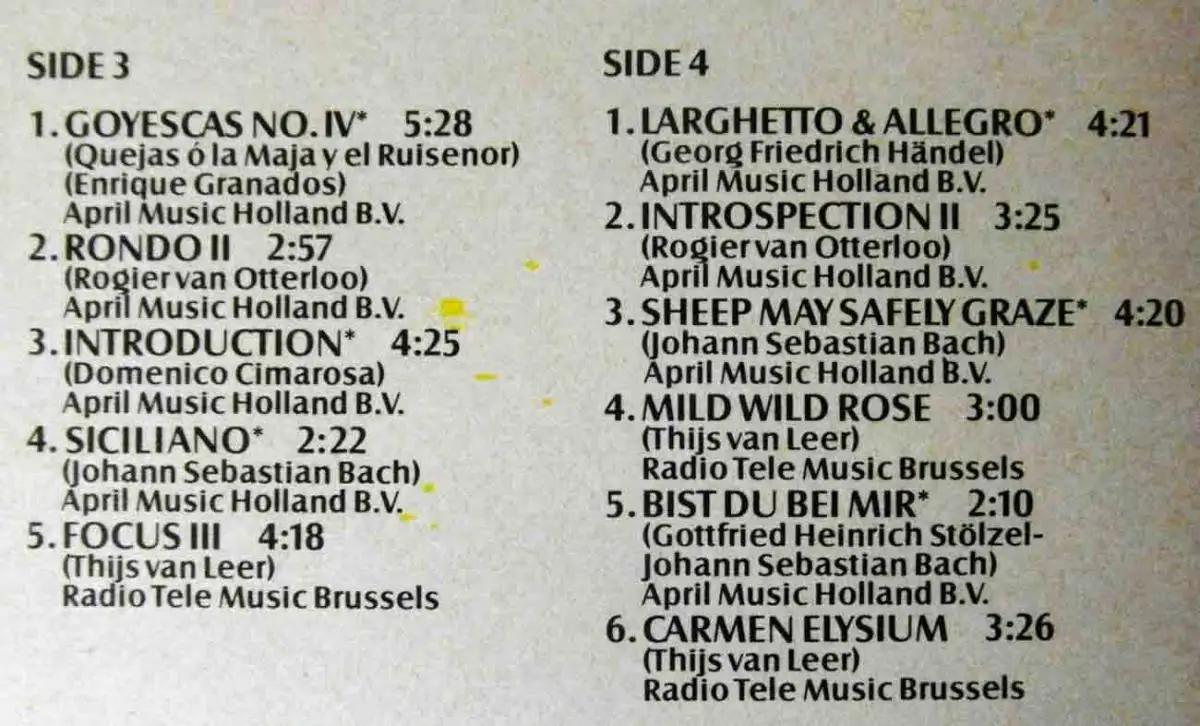 SIDE 3
1. GOYESCAS NO. IV* 5:28
(Quejas ó la Maja y el Ruisenor)
(Enrique Granados)
April Music Holland B.V.
2. RONDO II 2:57
(Rogier van Otterloo)
April Music Holland B.V.
3. INTRODUCTION* 4:25
(Domenico Cimarosa)
April Music Holland B.V.
4. SICILIANO* 2:22
(Johann Sebastian Bach)
April Music Holland B.V.
5. FOCUS III 4:18
(Thijs van Leer)
Radio Tele Music Brussels
SIDE 4
1. LARGHETTO & ALLEGRO* 4:21
(Georg Friedrich Händel)
April Music Holland B.V.
2. INTROSPECTION II 3:25
(Rogier van Otterloo)
April Music Holland B.V.
3. SHEEP MAY SAFELY GRAZE* 4:20
(Johann Sebastian Bach)
April Music Holland B.V.
4. MILD WILD ROSE 3:00
(Thijs van Leer)
Radio Tele Music Brussels
5. BIST DU BEI MIR* 2:10
(Gottfried Heinrich Stölzel-
Johann Sebastian Bach)
April Music Holland B.V.
6. CARMEN ELYSIUM 3:26
(Thijs van Leer)
Radio Tele Music Brussels